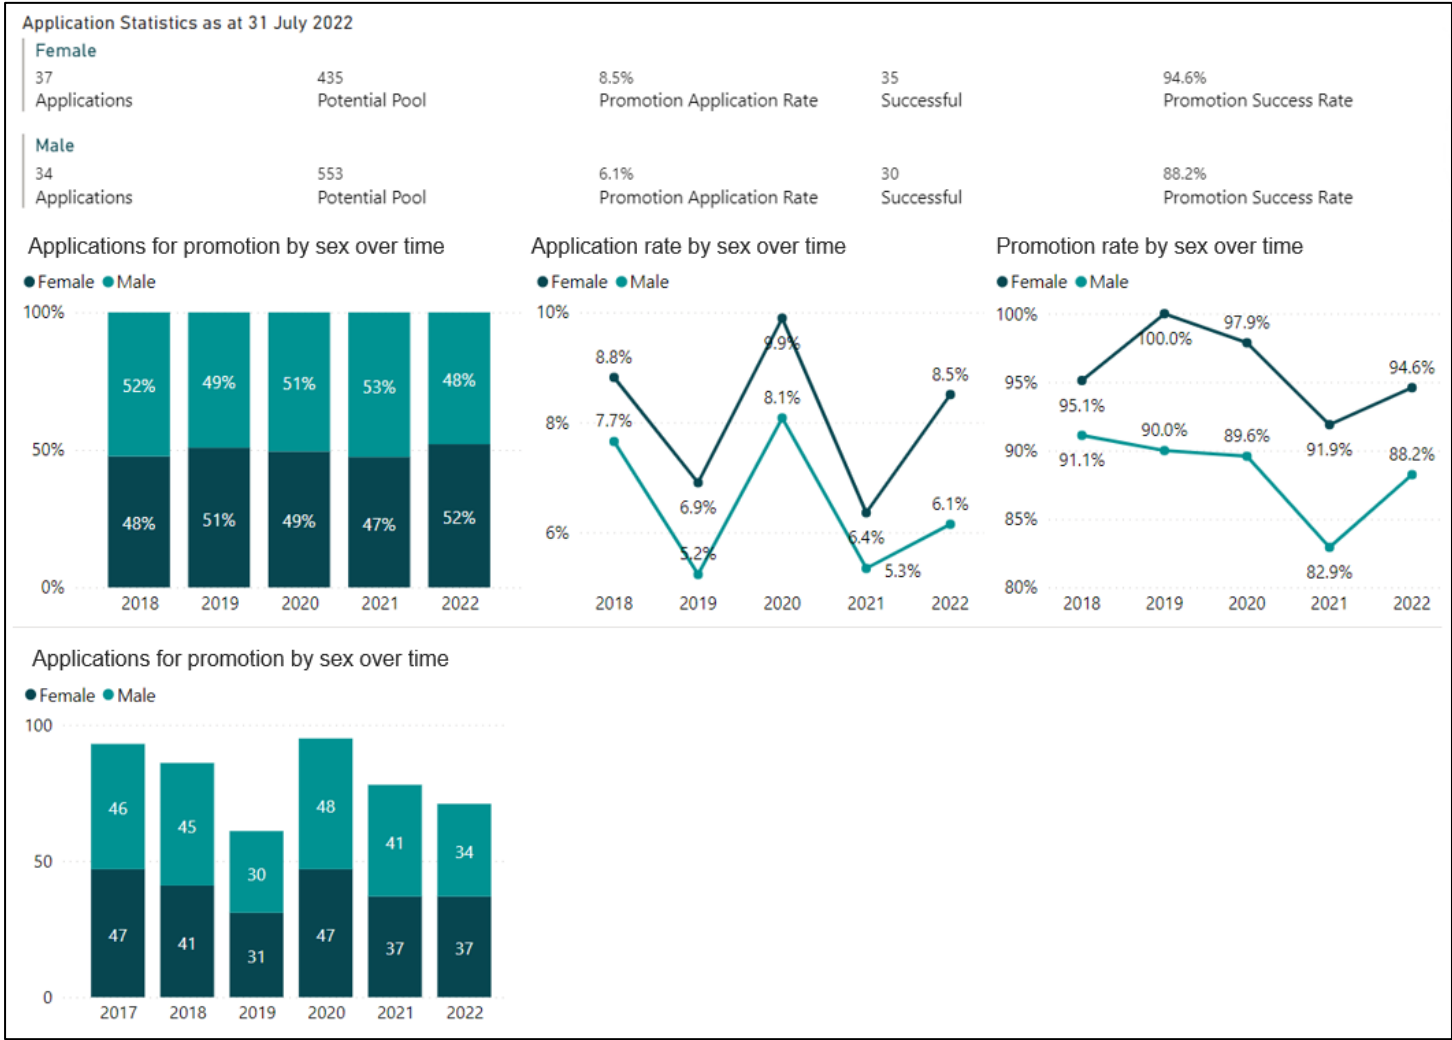 Application Statistics as at 31 July 2022
Female
37 435 8.5% 35 94.6%
Applications Potential Pool Promotion Application Rate Successful Promotion Success Rate
Male
34 553 6.1% 30 88.2%
Applications Potential Pool Promotion Application Rate Successful Promotion Success Rate
Applications for promotion by sex over time
Female Male
100%
50%
0%
52% 49% 51% 53% 48%
48% 51% 49% 47% 52%
2018 2019 2020 2021 2022
Application rate by sex over time
Female Male
10%
8%
6%
8.8% 6.9% 9.9% 6.4% 8.5%
7.7% 5.2% 8.1% 5.3% 6.1%
2018 2019 2020 2021 2022
Promotion rate by sex over time
Female Male
100%
95%
90%
85%
80%
95.1% 100.0% 97.9% 91.9% 94.6%
91.1% 90.0% 89.6% 82.9% 88.2%
2018 2019 2020 2021 2022
Applications for promotion by sex over time
Female Male
100
50
0
46 45 30 48 41 34
47 41 31 47 37 37
2017 2018 2019 2020 2021 2022